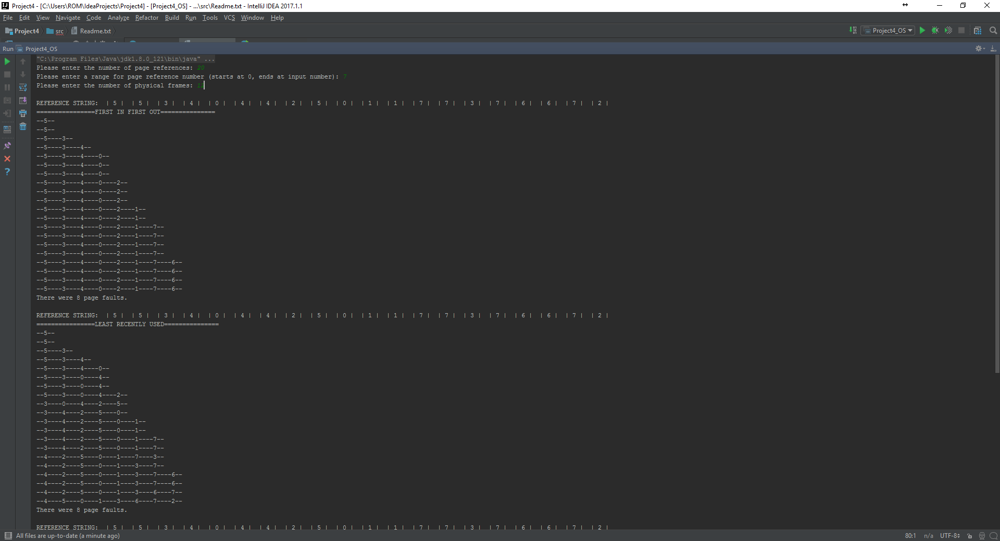 Project4 - [C:\Users\ROM\IdeaProjects\Project4] - [Project4_OS] - ...\src\Readme.txt - IntelliJ IDEA 2017.1.1
File Edit View Navigate Code Analyze Refactor Build Run Tools VCS Window Help
Project4 src Readme.txt Project4_OS
Run Project4_OS
"C:\Program Files\Java\jdk1.8.0_121\bin\java" ...
Please enter the number of page references: 20
Please enter a range for page reference number (starts at 0, ends at input number): 7
Please enter the number of physical frames: 12
REFERENCE STRING: | 5 | | 5 | | 3 | | 4 | | 0 | | 4 | | 4 | | 2 | | 5 | | 0 | | 1 | | 1 | | 7 | | 7 | | 3 | | 7 | | 6 | | 6 | | 7 | | 2 |
================FIRST IN FIRST OUT===============
--5--
--5--
--5----3--
--5----3----4--
--5----3----4----0--
--5----3----4----0--
--5----3----4----0--
--5----3----4----0----2--
--5----3----4----0----2--
--5----3----4----0----2--
--5----3----4----0----2----1--
--5----3----4----0----2----1--
--5----3----4----0----2----1----7--
--5----3----4----0----2----1----7--
--5----3----4----0----2----1----7--
--5----3----4----0----2----1----7--
--5----3----4----0----2----1----7----6--
--5----3----4----0----2----1----7----6--
--5----3----4----0----2----1----7----6--
--5----3----4----0----2----1----7----6--
There were 8 page faults.
REFERENCE STRING: | 5 | | 5 | | 3 | | 4 | | 0 | | 4 | | 4 | | 2 | | 5 | | 0 | | 1 | | 1 | | 7 | | 7 | | 3 | | 7 | | 6 | | 6 | | 7 | | 2 |
================LEAST RECENTLY USED===============
--5--
--5--
--5----3--
--5----3----4--
--5----3----4----0--
--5----3----0----4--
--5----3----0----4--
--5----3----0----4----2--
--3----0----4----2----5--
--3----4----2----5----0--
--3----4----2----5----0----1--
--3----4----2----5----0----1--
--3----4----2----5----0----1----7--
--3----4----2----5----0----1----7--
--4----2----5----0----1----7----3--
--4----2----5----0----1----3----7--
--4----2----5----0----1----3----7----6--
--4----2----5----0----1----3----7----6--
--4----2----5----0----1----3----6----7--
--4----5----0----1----3----6----7----2--
There were 8 page faults.
REFERENCE STRING: | 5 | | 5 | | 3 | | 4 | | 0 | | 4 | | 4 | | 2 | | 5 | | 0 | | 1 | | 1 | | 7 | | 7 | | 3 | | 7 | | 6 | | 6 | | 7 | | 2 |
All files are up-to-date (a minute ago) 80:1 n/a UTF-8